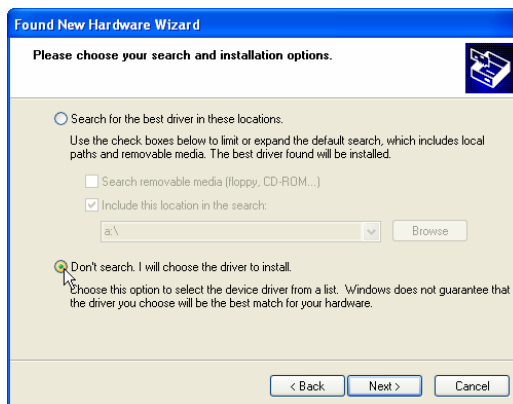 Found New Hardware Wizard
Please choose your search and installation options.
Search for the best driver in these locations.
Use the check boxes below to limit or expand the default search, which includes local
paths and removable media. The best driver found will be installed.
Search removable media (floppy, CD-ROM...)
Include this location in the search:
a:\
Browse
Don't search. I will choose the driver to install.
Choose this option to select the device driver from a list. Windows does not guarantee that
the driver you choose will be the best match for your hardware.
< Back Next > Cancel